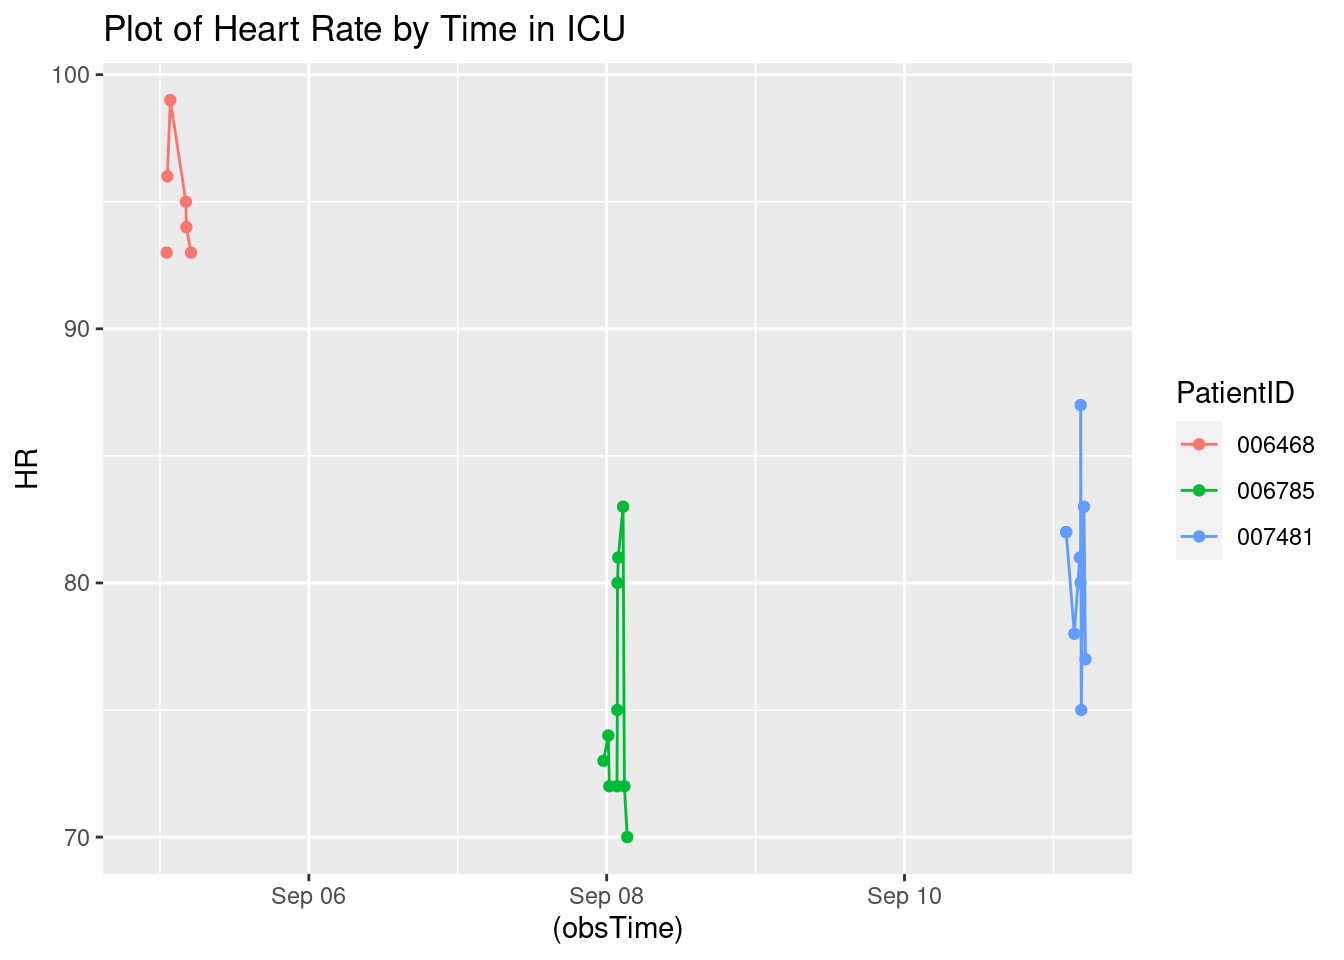 Plot of Heart Rate by Time in ICU
100
90
80
70
HR
Sep 06
Sep 08
Sep 10
(obsTime)
PatientID
006468
006785
007481